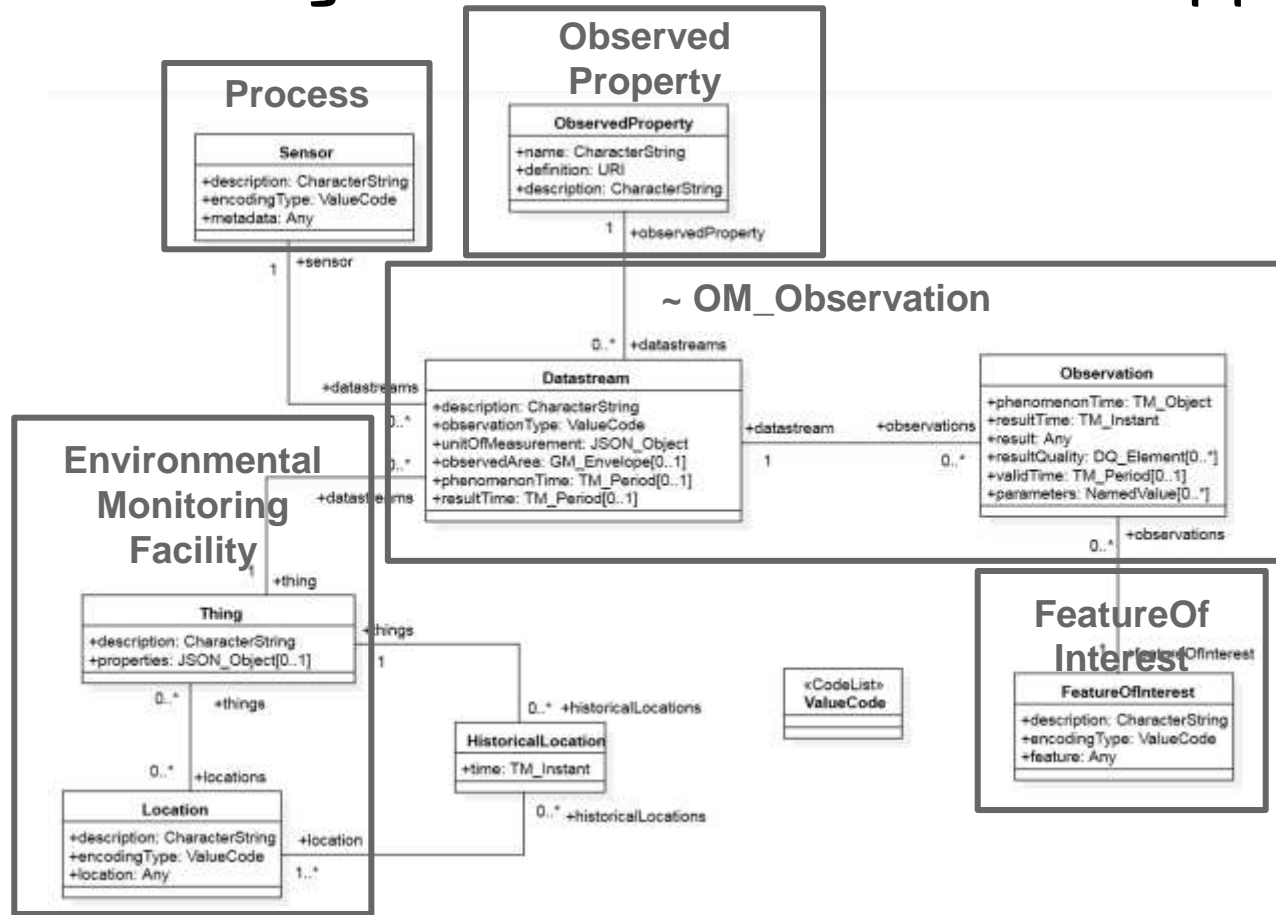 Observed
Property
ObservedProperty
+name: CharacterString
+definition: URI
+description: CharacterString
1
+observedProperty
Process
Sensor
+description: CharacterString
+encodingType: ValueCode
+metadata: Any
1
+sensor
~ OM_Observation
0..*
+datastreams
+datastreams
0..*
Datastream
+description: CharacterString
+observationType: ValueCode
+unitOfMeasurement: JSON_Object
+observedArea: GM_Envelope[0..1]
+phenomenonTime: TM_Period[0..1]
+resultTime: TM_Period[0..1]
+datastream
1
+observations
0..*
Observation
+phenomenonTime: TM_Object
+resultTime: TM_Instant
+result: Any
+resultQuality: DQ_Element[0..*]
+validTime: TM_Period[0..1]
+parameters: NamedValue[0..*]
0..*
+observations
Environmental
Monitoring
Facility
0..*
+datastreams
1
+thing
Thing
+description: CharacterString
+properties: JSON_Object[0..1]
+things
1
0..*
+things
0..*
+historicalLocations
HistoricalLocation
+time: TM_Instant
0..*
+historicalLocations
0..*
+locations
Location
+description: CharacterString
+encodingType: ValueCode
+location: Any
+location
1..*
«CodeList»
ValueCode
FeatureOf
Interest
1
+featureOfInterest
FeatureOfInterest
+description: CharacterString
+encodingType: ValueCode
+feature: Any